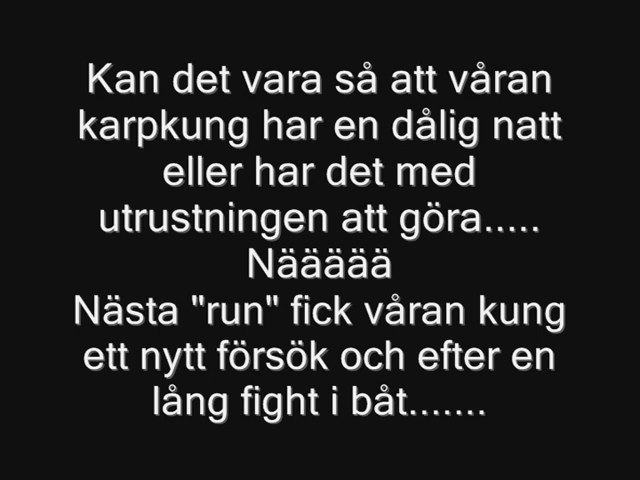 Kan det vara så att våran
karpkung har en dålig natt
eller har det med
utrustningen att göra.....
Näääää
Nästa "run" fick våran kung
ett nytt försök och efter en
lång fight i båt.......